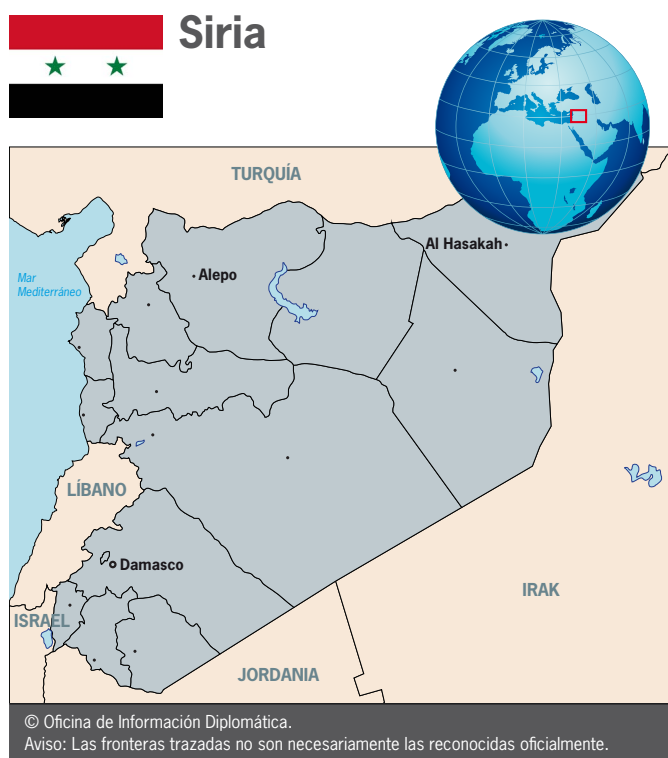 Siria
TURQUÍA
Al Hasakah
Alepo
Mar
Mediterráneo
LÍBANO
Damasco
IRAK
ISRAEL
JORDANIA
© Oficina de Información Diplomática.
Aviso: Las fronteras trazadas no son necesariamente las reconocidas oficialmente.